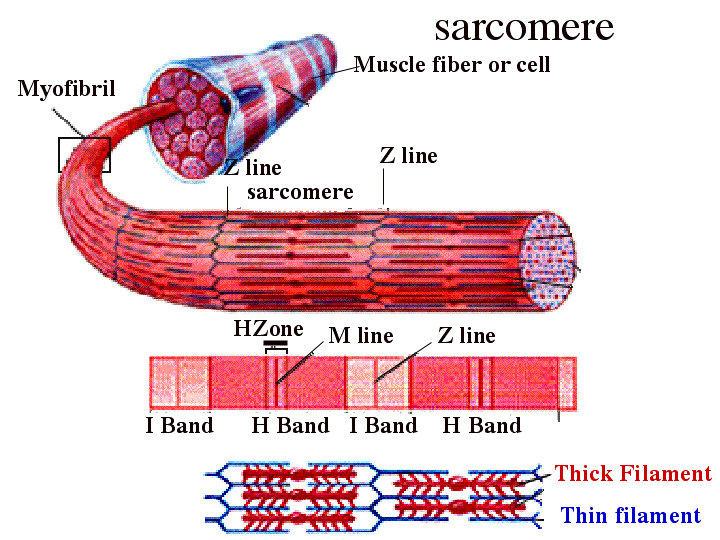 sarcomere
Muscle fiber or cell
Myofibril
Z line
Z line
sarcomere
HZone
M line
Z line
I Band
H Band
I Band
H Band
Thick Filament
Thin filament